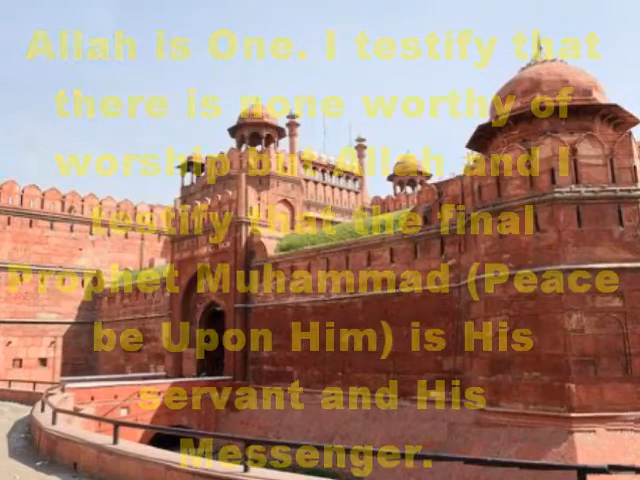 Allah is One. I testify that
there is none worthy of
worship but Allah and I
testify that the final
Prophet Muhammad (Peace
be Upon Him) is His
servant and His
Messenger.